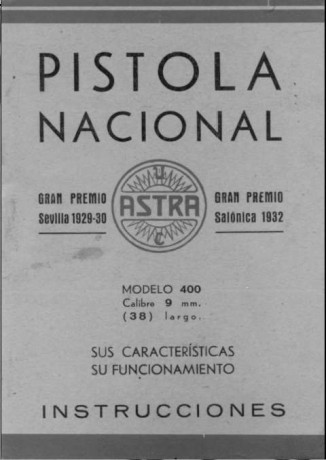 PISTOLA
NACIONAL
GRAN PREMIO
Sevilla 1929-30
U
ASTRA
C
GRAN PREMIO
Salónica 1932
MODELO 400
Calibre 9 mm.
(38) largo.
SUS CARACTERÍSTICAS
SU FUNCIONAMIENTO
INSTRUCCIONES